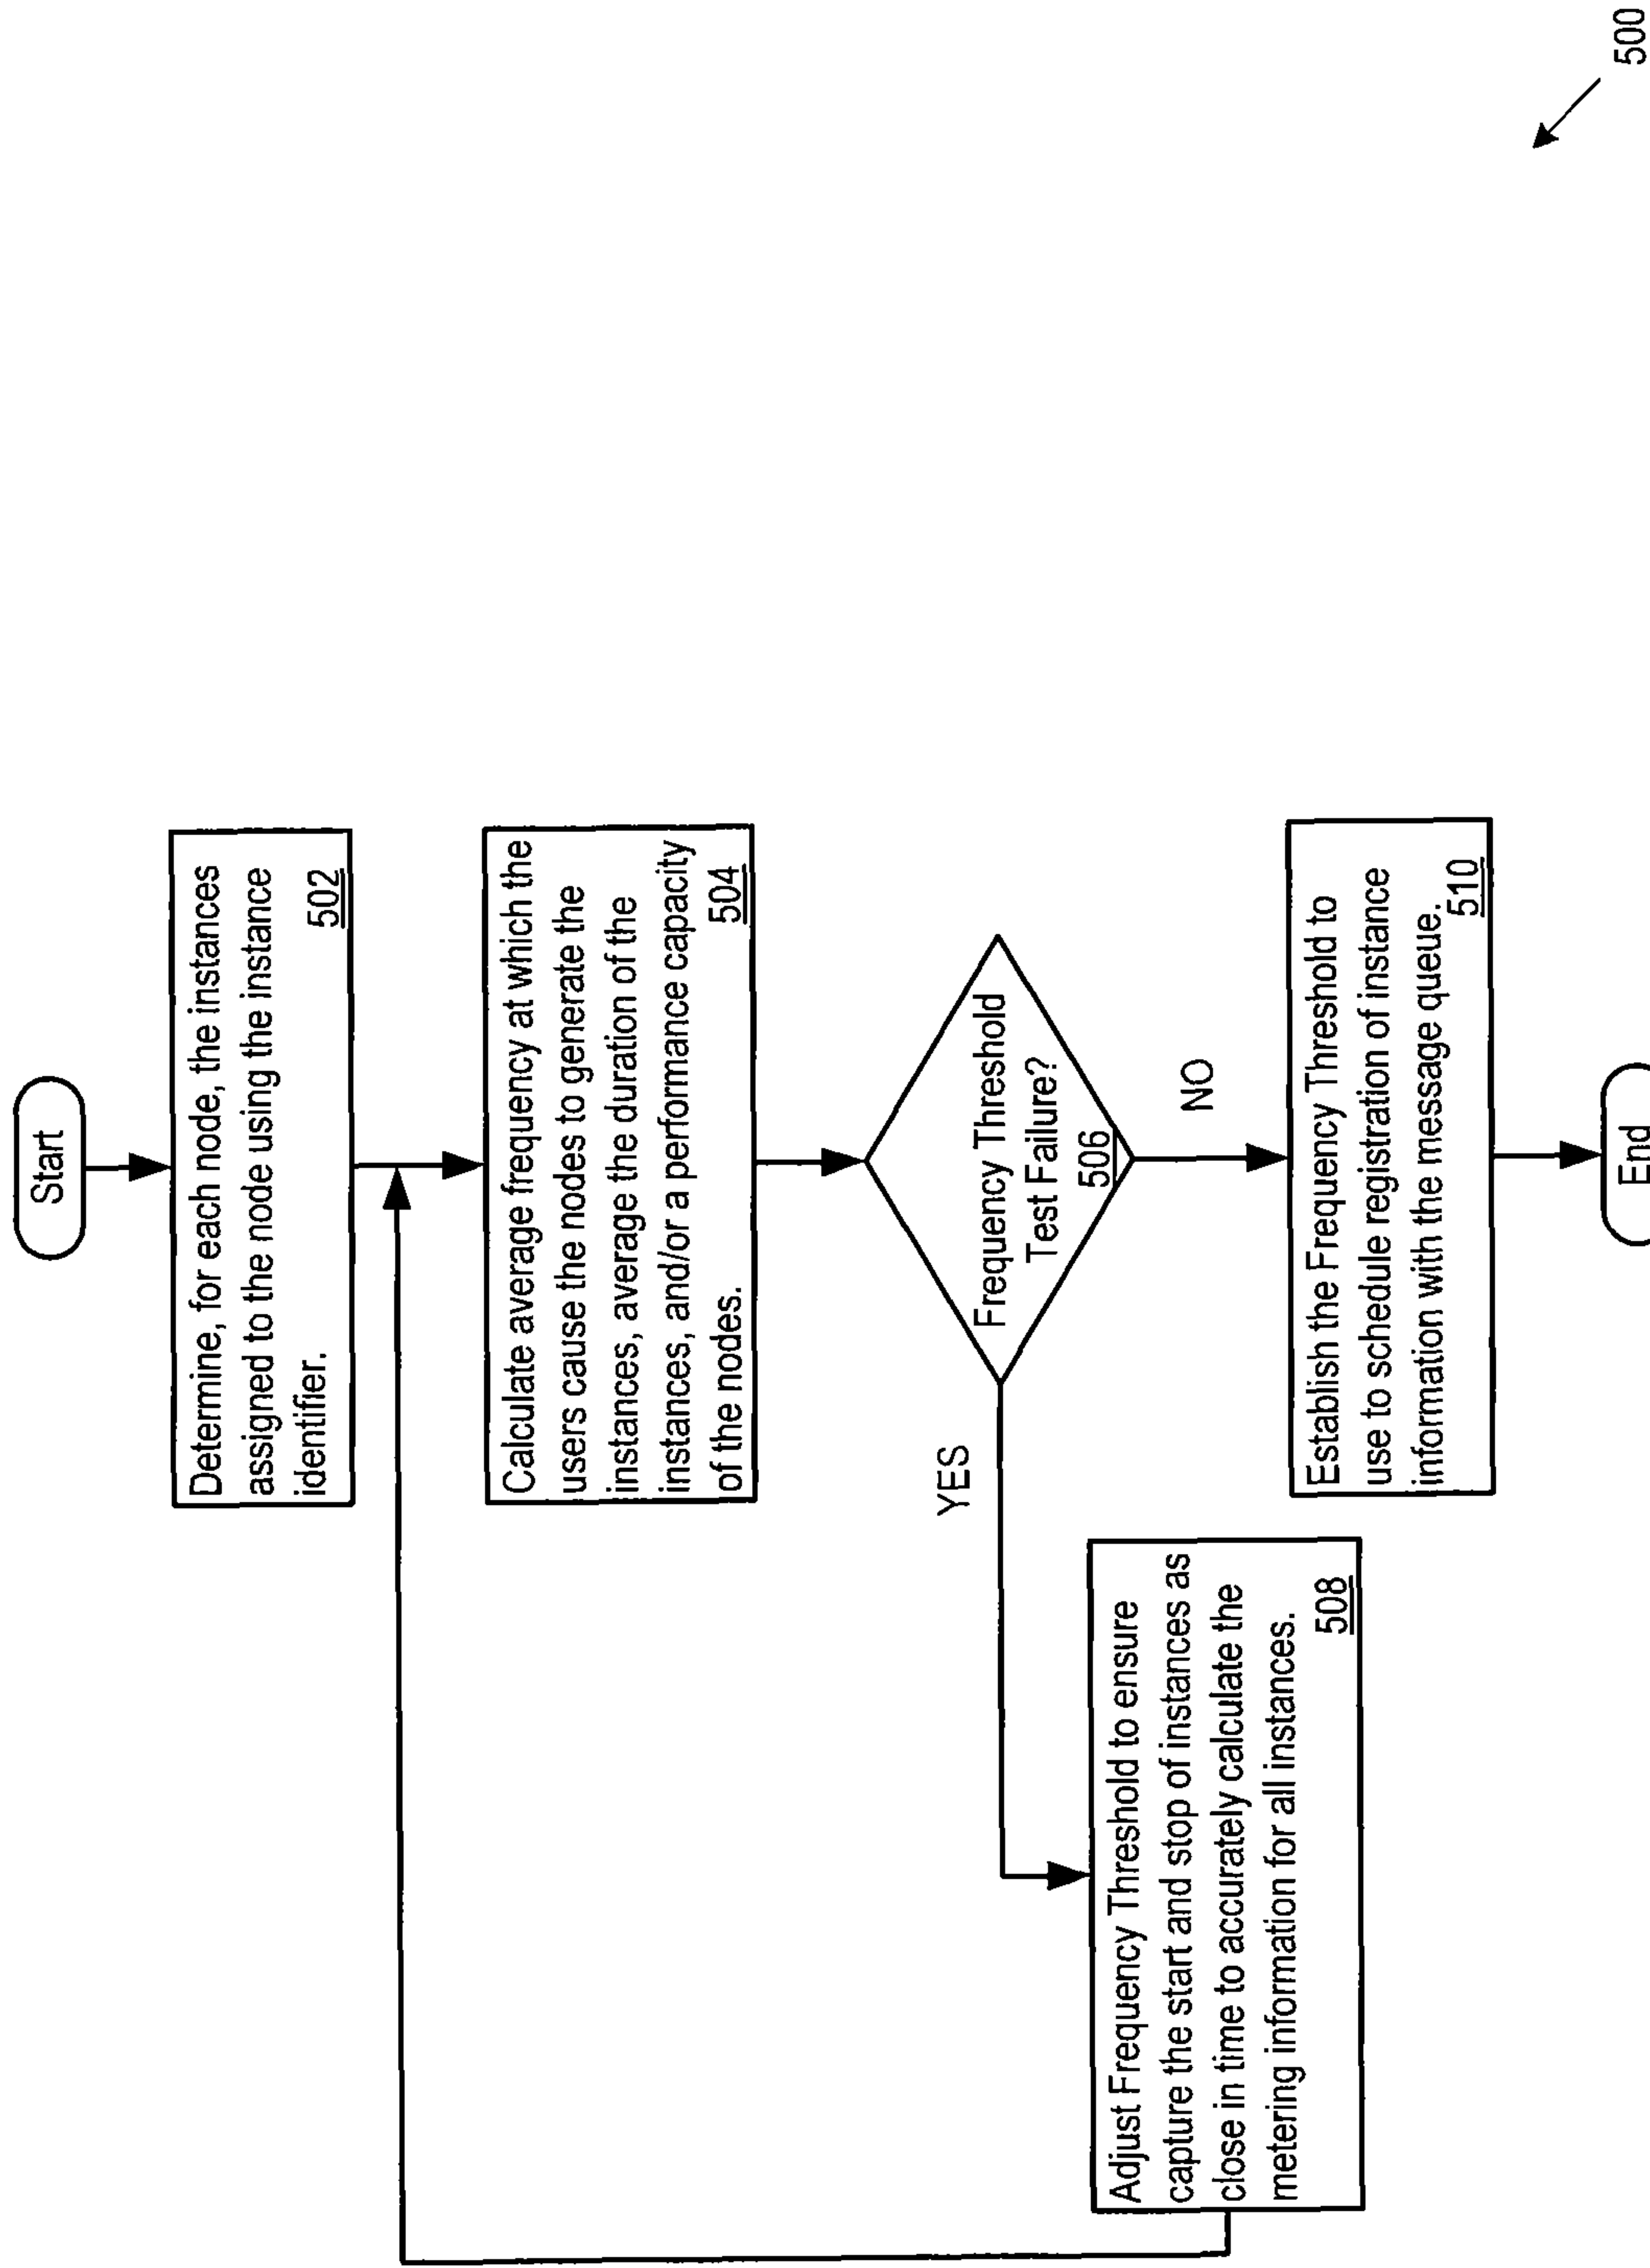 Start
Determine, for each node, the instances
assigned to the node using the instance
identifier.
502
Calculate average frequency at which the
users cause the nodes to generate the
instances, average the duration of the
instances, and/or a performance capacity
of the nodes.
504
Frequency Threshold
Test Failure?
506
YES
NO
Adjust Frequency Threshold to ensure
capture the start and stop of instances as
close in time to accurately calculate the
metering information for all instances.
508
Establish the Frequency Threshold to
use to schedule registration of instance
information with the message queue.
510
End
500